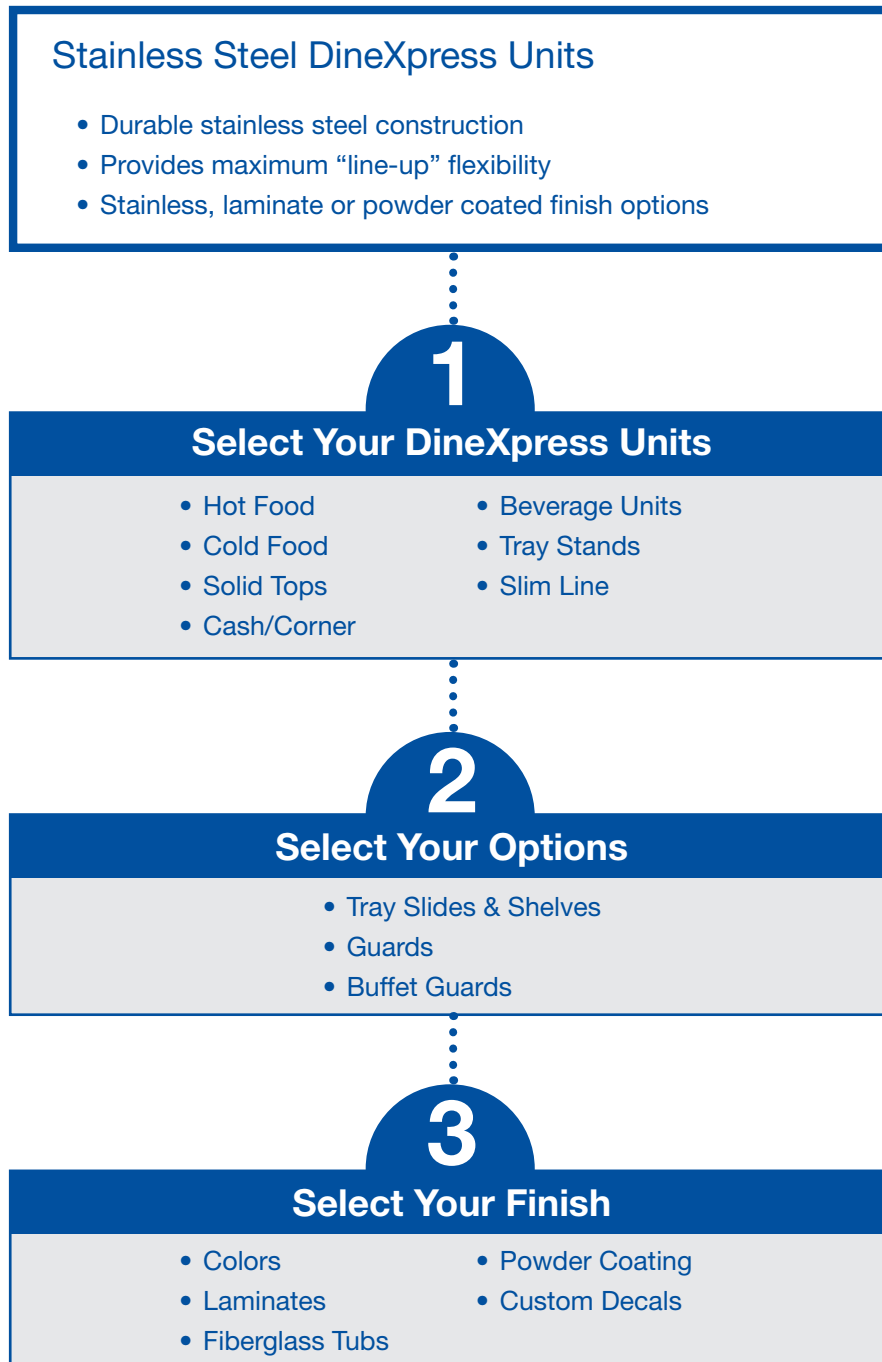 Stainless Steel DineXpress Units
• Durable stainless steel construction
• Provides maximum “line-up” flexibility
• Stainless, laminate or powder coated finish options
1
Select Your DineXpress Units
• Hot Food
• Cold Food
• Solid Tops
• Cash/Corner
• Beverage Units
• Tray Stands
• Slim Line
2
Select Your Options
• Tray Slides & Shelves
• Guards
• Buffet Guards
3
Select Your Finish
• Colors
• Laminates
• Fiberglass Tubs
• Powder Coating
• Custom Decals